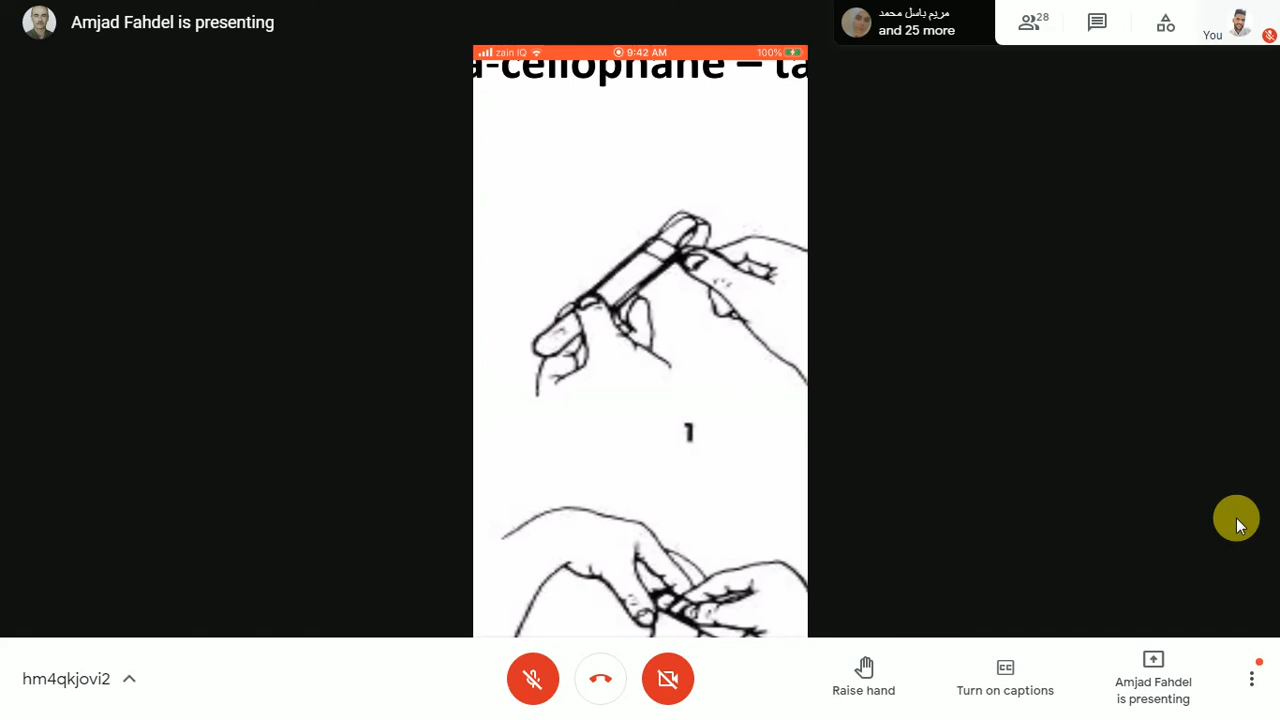 Amjad Fahdel is presenting
مريم باسل محمد
and 25 more
28
You
zain IQ
9:42 AM
100%
a-cellophane – ta
1
hm4qkjovi2
Raise hand
CC
Turn on captions
Amjad Fahdel
is presenting